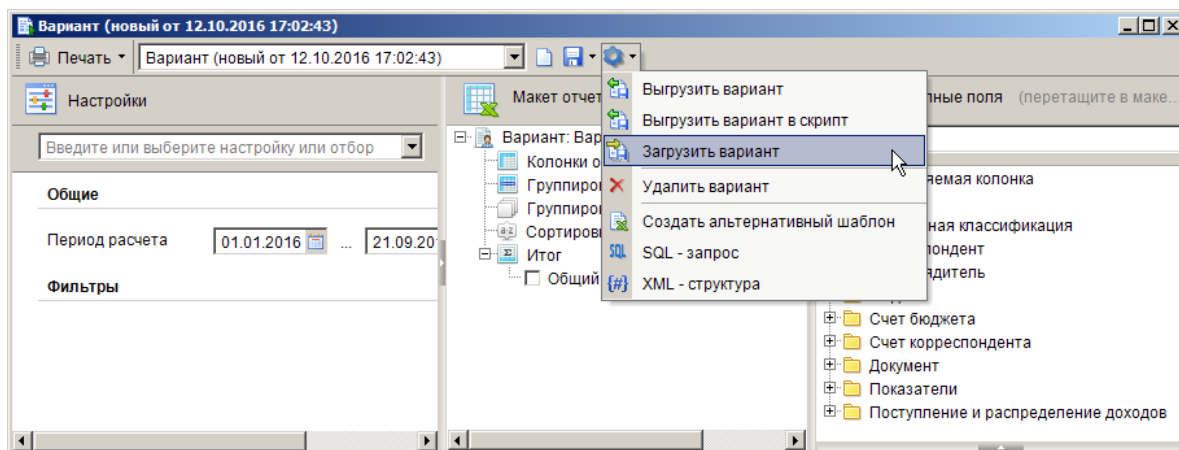 Вариант (новый от 12.10.2016 17:02:43)
Печать Вариант (новый от 12.10.2016 17:02:43)
Настройки
Введите или выберите настройку или отбор
Общие
Период расчета 01.01.2016 ... 21.09.20
Фильтры
Макет отчет
Вариант: Вар
Колонки о
Группиро
Группиро
Сортиров
Итог
Общий
Выгрузить вариант
Выгрузить вариант в скрипт
Загрузить вариант
Удалить вариант
Создать альтернативный шаблон
SQL SQL - запрос
{#} XML - структура
пные поля (перетащите в маке...
яемая колонка
ная классификация
пондент
ядитель
Счет бюджета
Счет корреспондента
Документ
Показатели
Поступление и распределение доходов